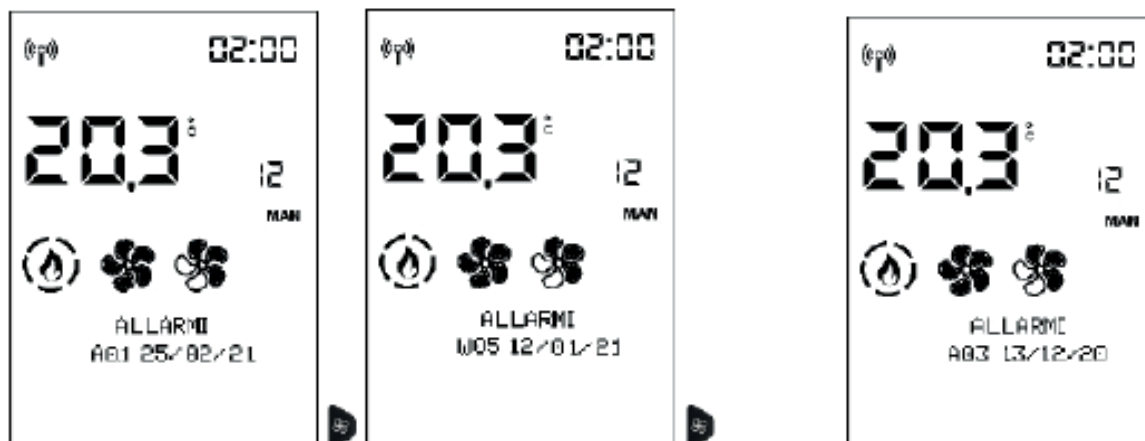 02:00
20.3 °C
12
MAN
ALLARMI
A01 25/02/21
02:00
20.3 °C
12
MAN
ALLARMI
W05 12/01/21
02:00
20.3 °C
12
MAN
ALLARMI
A03 13/12/20